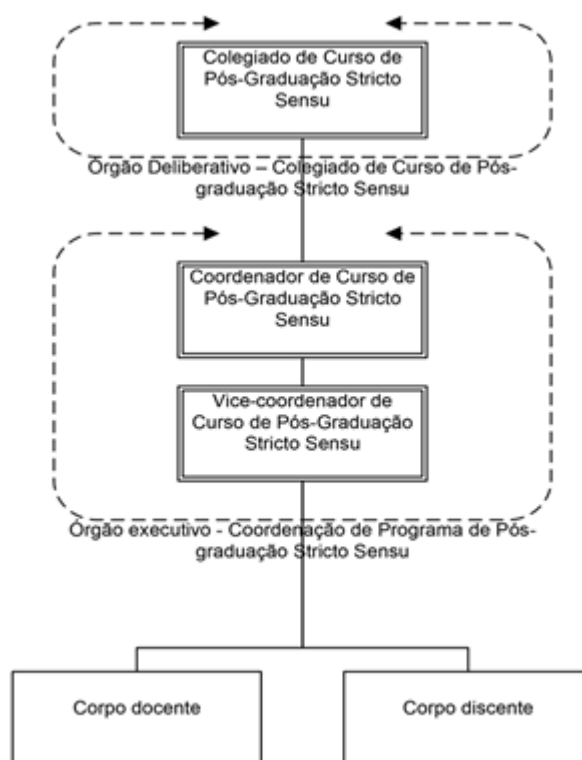 Colegiado de Curso de
Pós-Graduação Stricto
Sensu
Órgão Deliberativo – Colegiado de Curso de Pós-
graduação Stricto Sensu
Coordenador de Curso de
Pós-Graduação Stricto
Sensu
Vice-coordenador de
Curso de Pós-Graduação
Stricto Sensu
Órgão executivo - Coordenação de Programa de Pós-
graduação Stricto Sensu
Corpo docente
Corpo discente